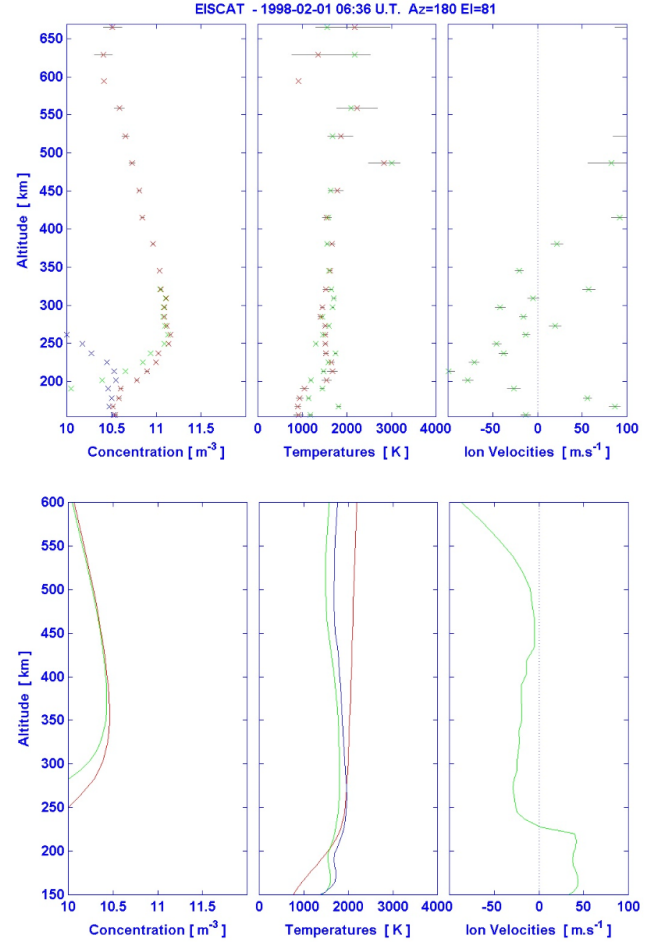 EISCAT - 1998-02-01 06:36 U.T. Az=180 El=81
650
600
550
500
450
400
350
300
250
200
Altitude [ km ]
10 10.5 11 11.5
Concentration [ m-3 ]
0 1000 2000 3000 4000
Temperatures [ K ]
-50 0 50 100
Ion Velocities [ m.s-1 ]
600
550
500
450
400
350
300
250
200
150
Altitude [ km ]
10 10.5 11 11.5
Concentration [ m-3 ]
0 1000 2000 3000 4000
Temperatures [ K ]
-50 0 50 100
Ion Velocities [ m.s-1 ]